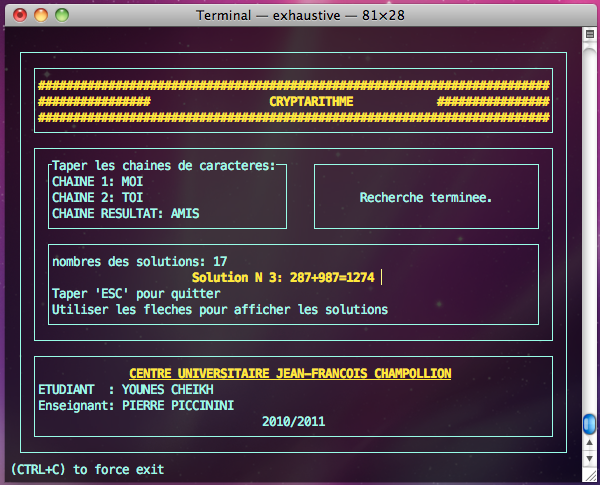 Terminal — exhaustive — 81×28
#########################################################################
################ CRYPTARITHME ################
#########################################################################
Taper les chaines de caracteres:
CHAINE 1: MOI
CHAINE 2: TOI
CHAINE RESULTAT: AMIS
Recherche terminee.
nombres des solutions: 17
Solution N 3: 287+987=1274
Taper 'ESC' pour quitter
Utiliser les fleches pour afficher les solutions
CENTRE UNIVERSITAIRE JEAN-FRANCOIS CHAMPOLLION
ETUDIANT  : YOUNES CHEIKH
Enseignant: PIERRE PICCININI
2010/2011
(CTRL+C) to force exit